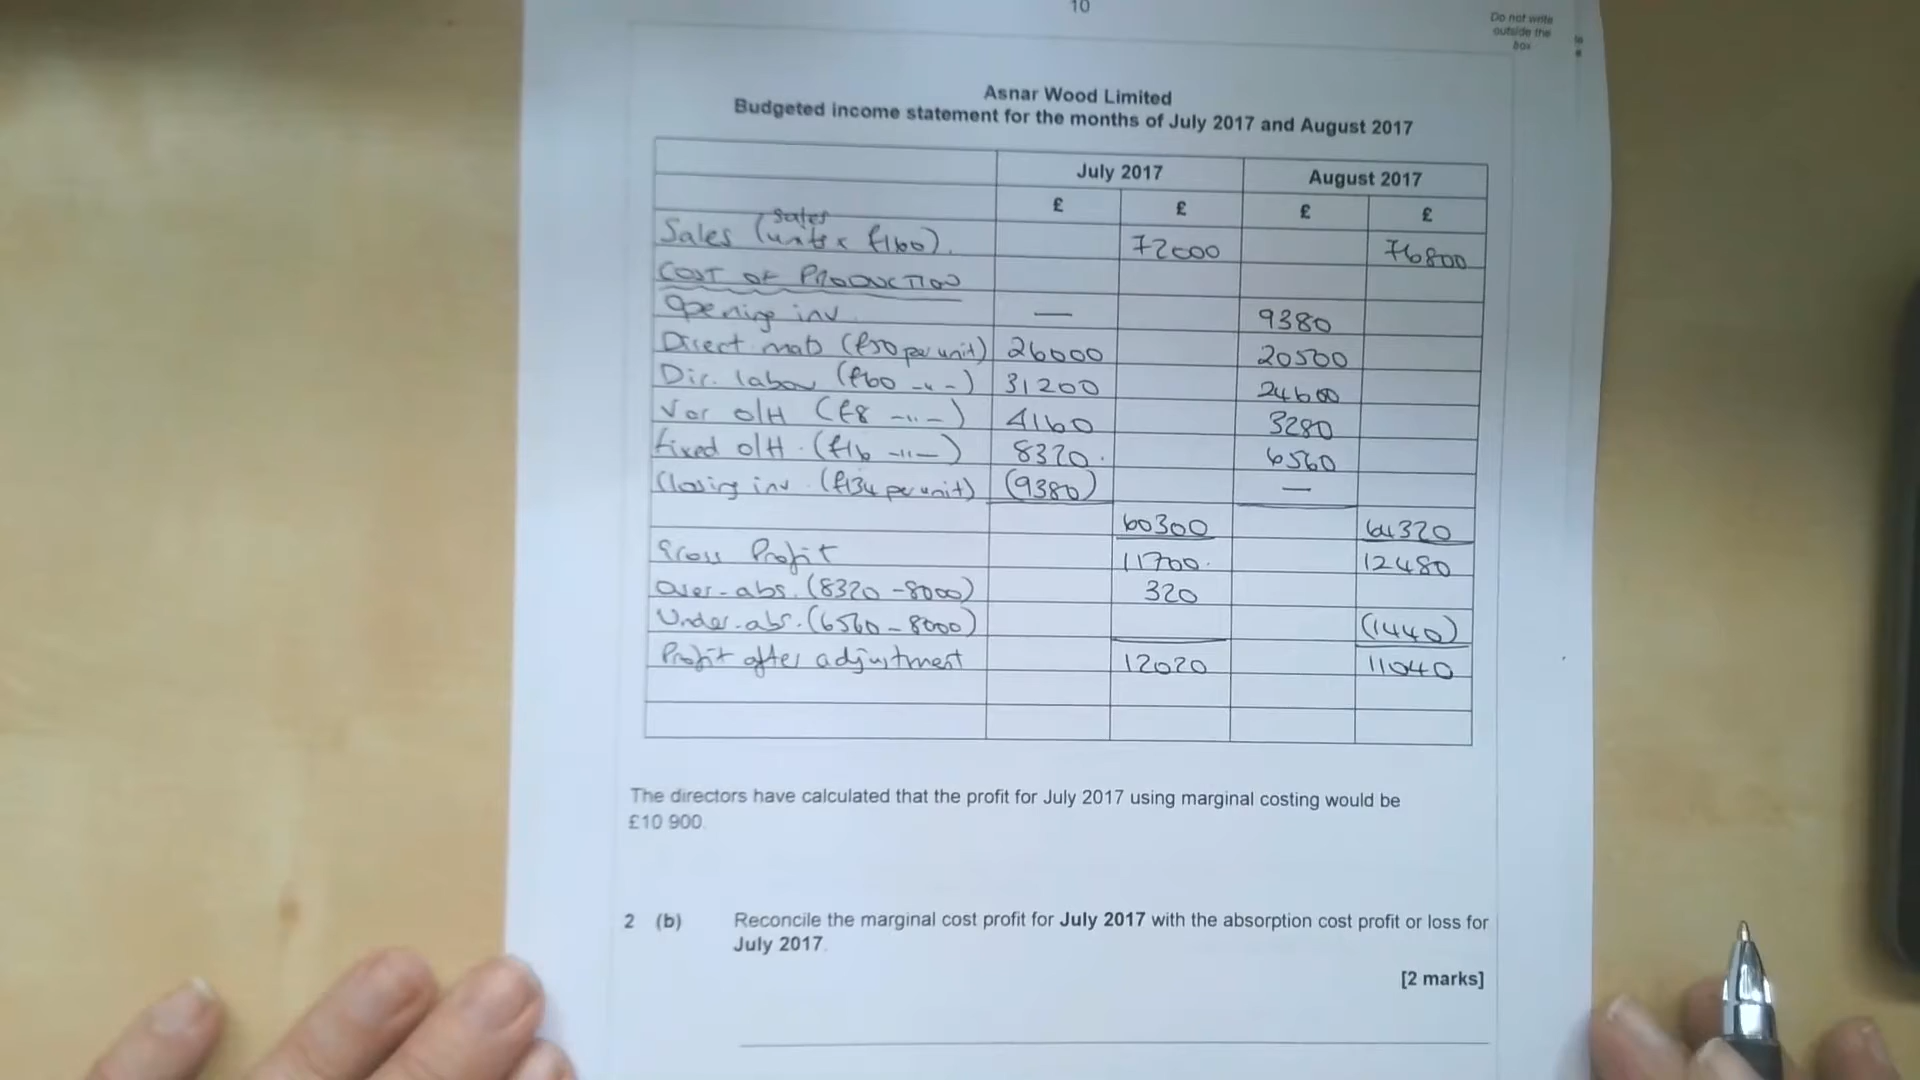 10
Do not write
outside the
box
Asnar Wood Limited
Budgeted income statement for the months of July 2017 and August 2017
July 2017 August 2017
£ £ £ £
sales
Sales (units x £160). 72000 76800
COST OF PRODUCTION
Opening inv. — 9380
Direct mat (£50 per unit) 26000 20500
Dir. labour (£60 -"-) 31200 24600
Var o/H (£8 -"-) 4160 3280
Fixed o/H. (£16 -"-) 8320. 6560
Closing inv. (£134 per unit) (9380) —
60300 64320
Gross Profit 11700. 12480
Over-abs. (8320 - 8000) 320
Under-abs. (6560 - 8000) (1440)
Profit after adjustment 12020 11040
The directors have calculated that the profit for July 2017 using marginal costing would be
£10 900.
2 (b) Reconcile the marginal cost profit for July 2017 with the absorption cost profit or loss for
July 2017.
[2 marks]